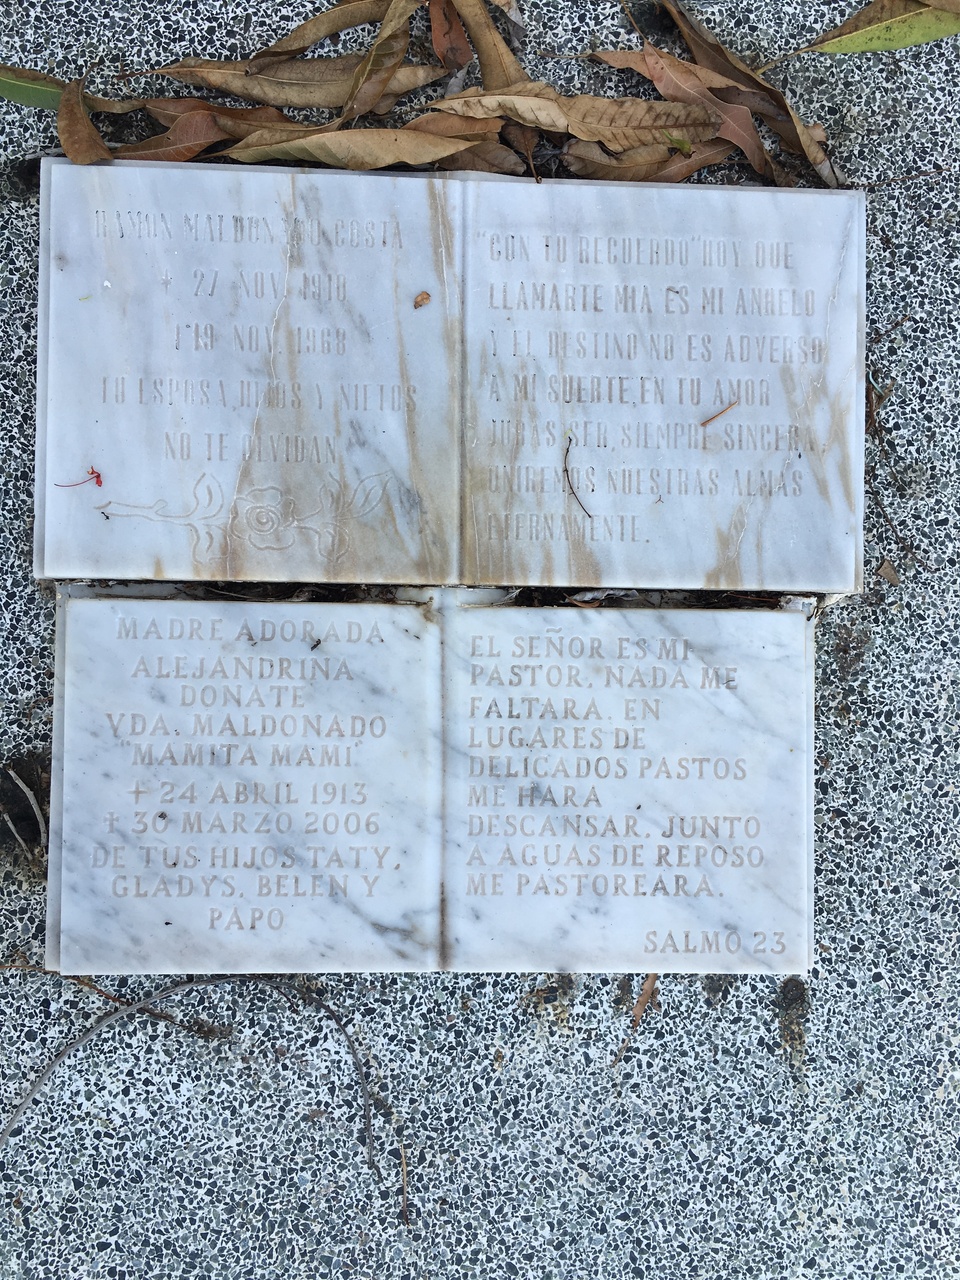 RAMON MALDONADO COSTA
+ 27 NOV. 1910
† 19 NOV. 1968
TU ESPOSA, HIJOS Y NIETOS
NO TE OLVIDAN
"CON TU RECUERDO" HOY QUE
LLAMARTE MIA ES MI ANHELO
Y EL DESTINO NO ES ADVERSO
A MI SUERTE, EN TU AMOR
JURAS SER, SIEMPRE SINCERA,
UNIREMOS NUESTRAS ALMAS
ETERNAMENTE.
MADRE ADORADA
ALEJANDRINA
DONATE
VDA. MALDONADO
"MAMITA MAMI"
+ 24 ABRIL 1913
† 30 MARZO 2006
DE TUS HIJOS TATY,
GLADYS, BELEN Y
PAPO
EL SEÑOR ES MI
PASTOR, NADA ME
FALTARA. EN
LUGARES DE
DELICADOS PASTOS
ME HARA
DESCANSAR, JUNTO
A AGUAS DE REPOSO
ME PASTOREARA.
SALMO 23